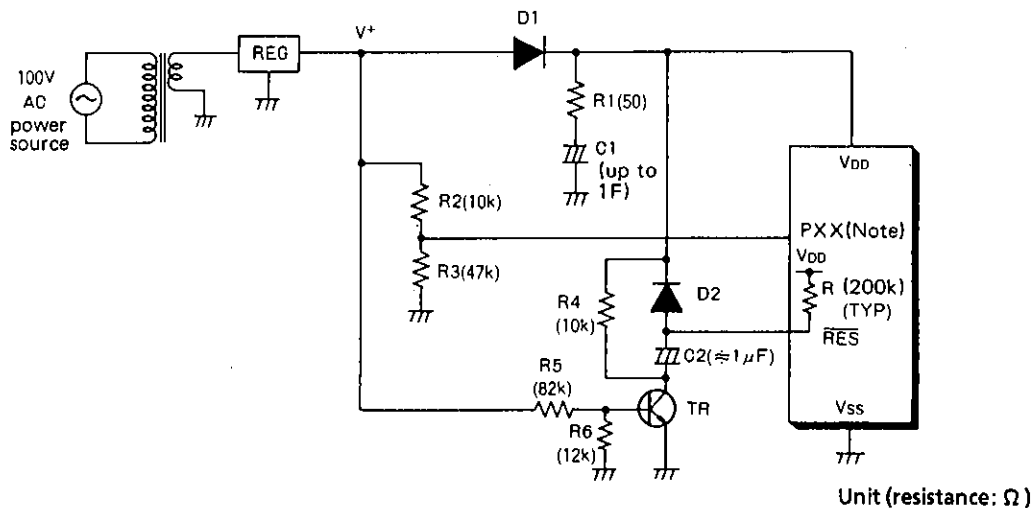 100V
AC
power
source
REG
V+
D1
R1(50)
C1
(up to
1F)
VDD
R2(10k)
PXX(Note)
R3(47k)
VDD
R (200k)
(TYP)
RES
R4
(10k)
D2
C2(≒1μF)
R5
(82k)
TR
R6
(12k)
VSS
Unit (resistance: Ω)